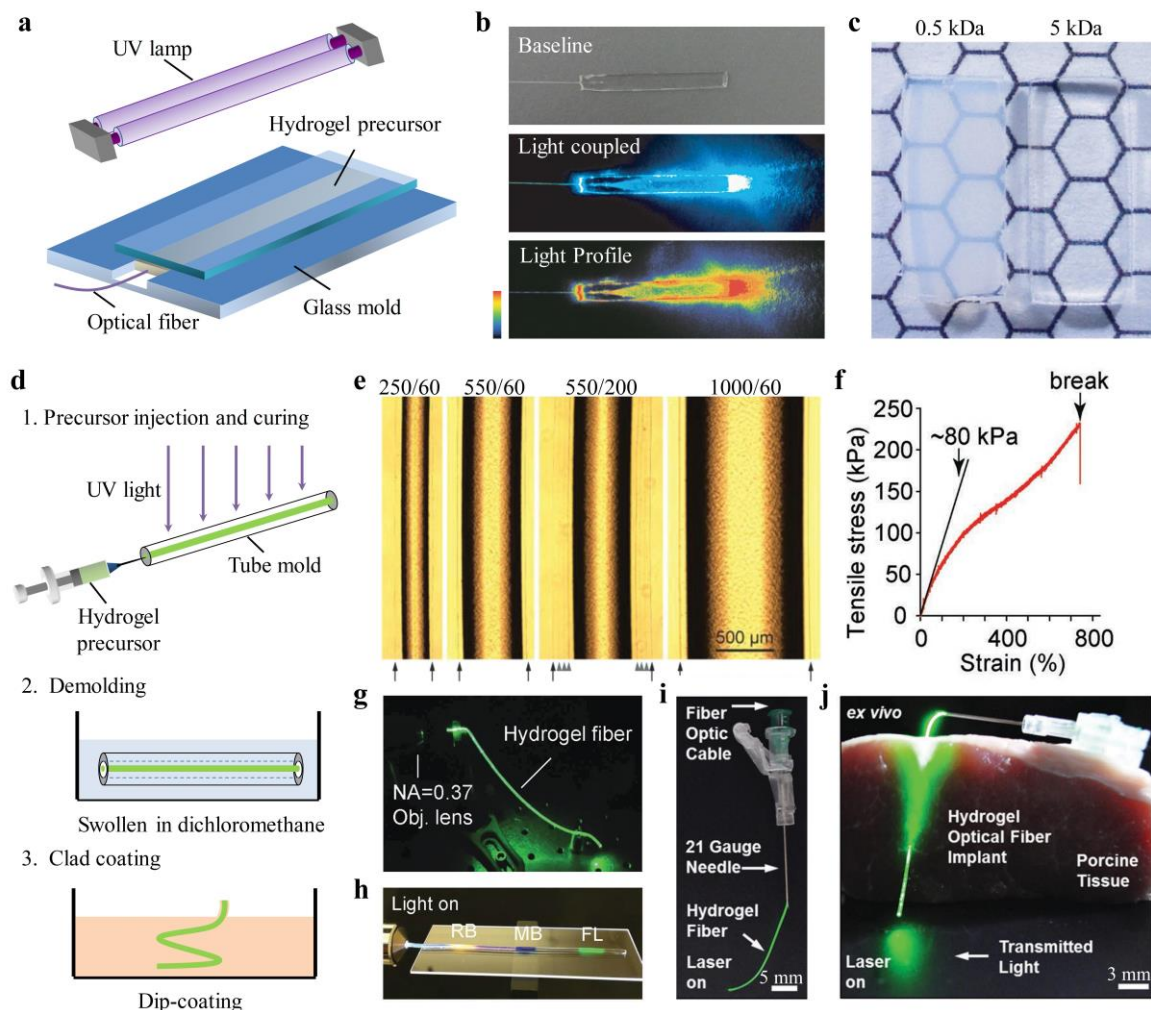 a
UV lamp
Hydrogel precursor
Optical fiber
Glass mold
b
Baseline
Light coupled
Light Profile
c
0.5 kDa
5 kDa
d
1. Precursor injection and curing
UV light
Tube mold
Hydrogel
precursor
2. Demolding
Swollen in dichloromethane
3. Clad coating
Dip-coating
e
250/60
550/60
550/200
1000/60
500 µm
f
break
~80 kPa
Tensile stress (kPa)
250
200
150
100
50
0
0
400
800
Strain (%)
g
Hydrogel fiber
NA=0.37
Obj. lens
h
Light on
RB
MB
FL
i
Fiber
Optic
Cable
21 Gauge
Needle
Hydrogel
Fiber
Laser
on
5 mm
j
ex vivo
Hydrogel
Optical Fiber
Implant
Porcine
Tissue
Laser
on
Transmitted
Light
3 mm